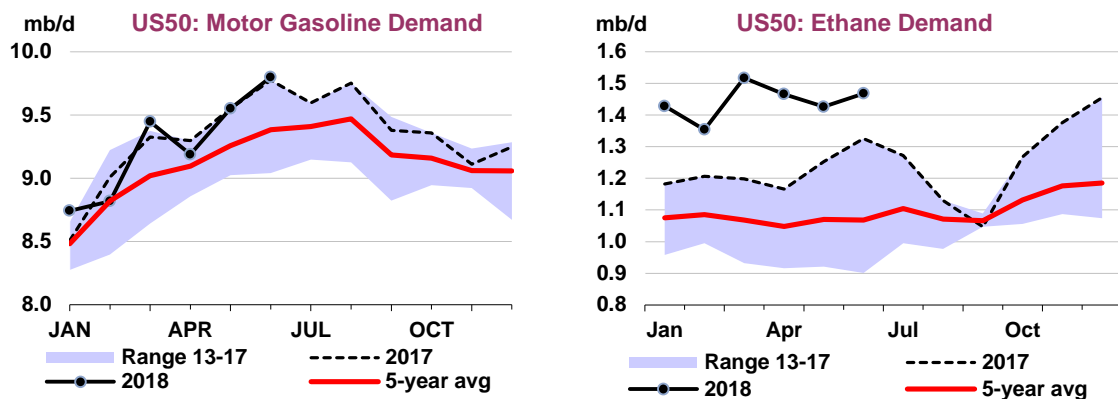 mb/d US50: Motor Gasoline Demand
10.0
9.5
9.0
8.5
8.0
JAN APR JUL OCT
Range 13-17 2017
2018 5-year avg
mb/d US50: Ethane Demand
1.6
1.5
1.4
1.3
1.2
1.1
1.0
0.9
0.8
Jan Apr Jul Oct
Range 13-17 2017
2018 5-year avg